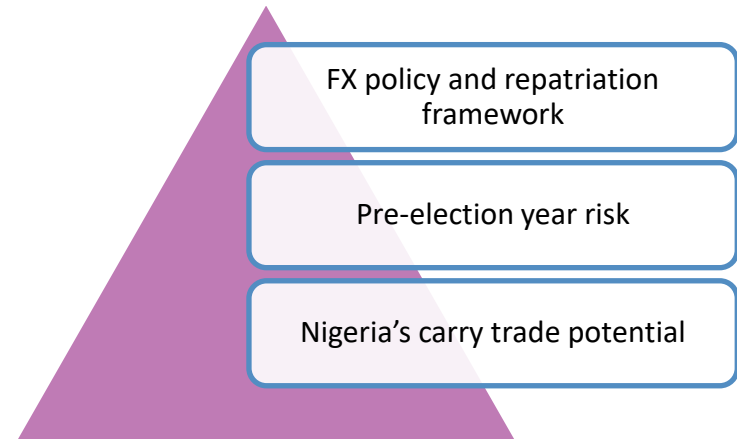 FX policy and repatriation
framework
Pre-election year risk
Nigeria’s carry trade potential